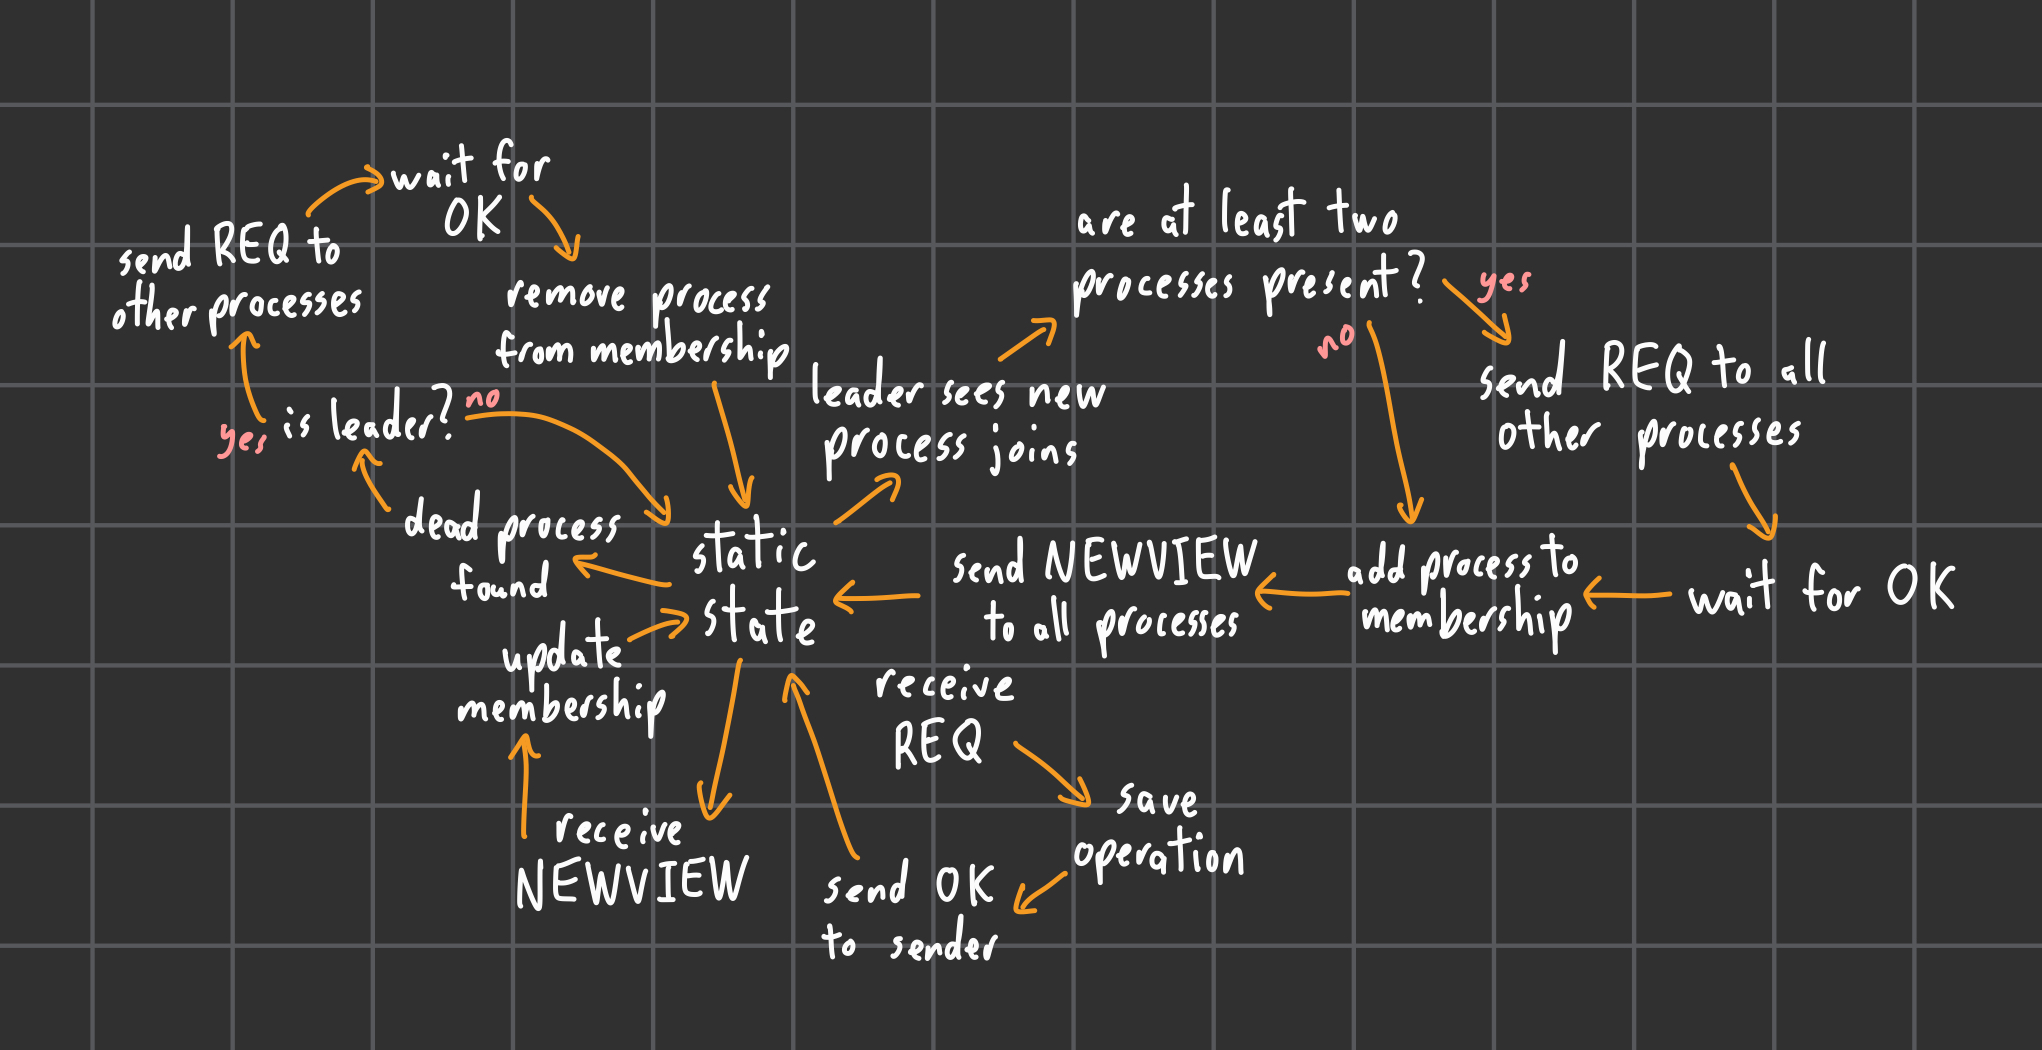 wait for
OK
send REQ to
other processes
remove process
from membership
yes
is leader?
no
dead process
found
static
state
update
membership
receive
NEWVIEW
leader sees new
process joins
are at least two
processes present?
yes
no
send REQ to all
other processes
wait for OK
add process to
membership
send NEWVIEW
to all processes
receive
REQ
save
operation
send OK
to sender